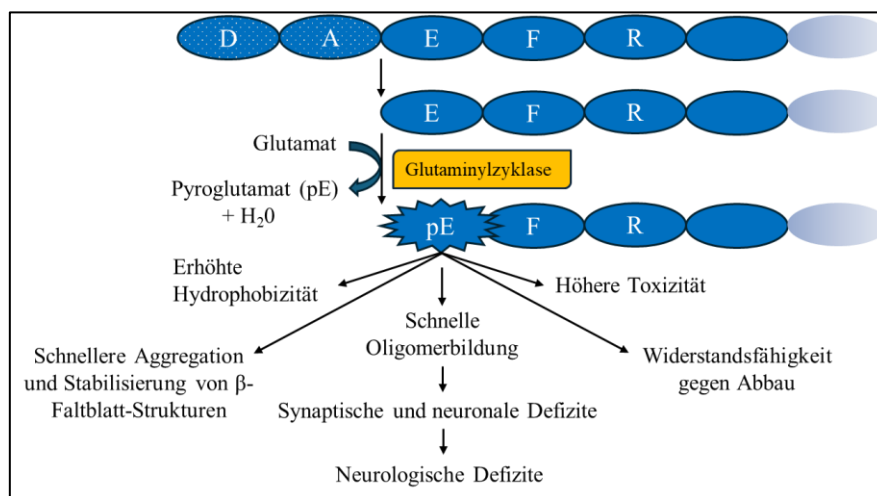 D A E F R
E F R
Glutamat
Glutaminylzyklase
Pyroglutamat (pE)
+ H₂0
pE F R
Erhöhte
Hydrophobizität
Höhere Toxizität
Schnelle
Oligomerbildung
Schnellere Aggregation
und Stabilisierung von β-
Faltblatt-Strukturen
Widerstandsfähigkeit
gegen Abbau
Synaptische und neuronale Defizite
Neurologische Defizite